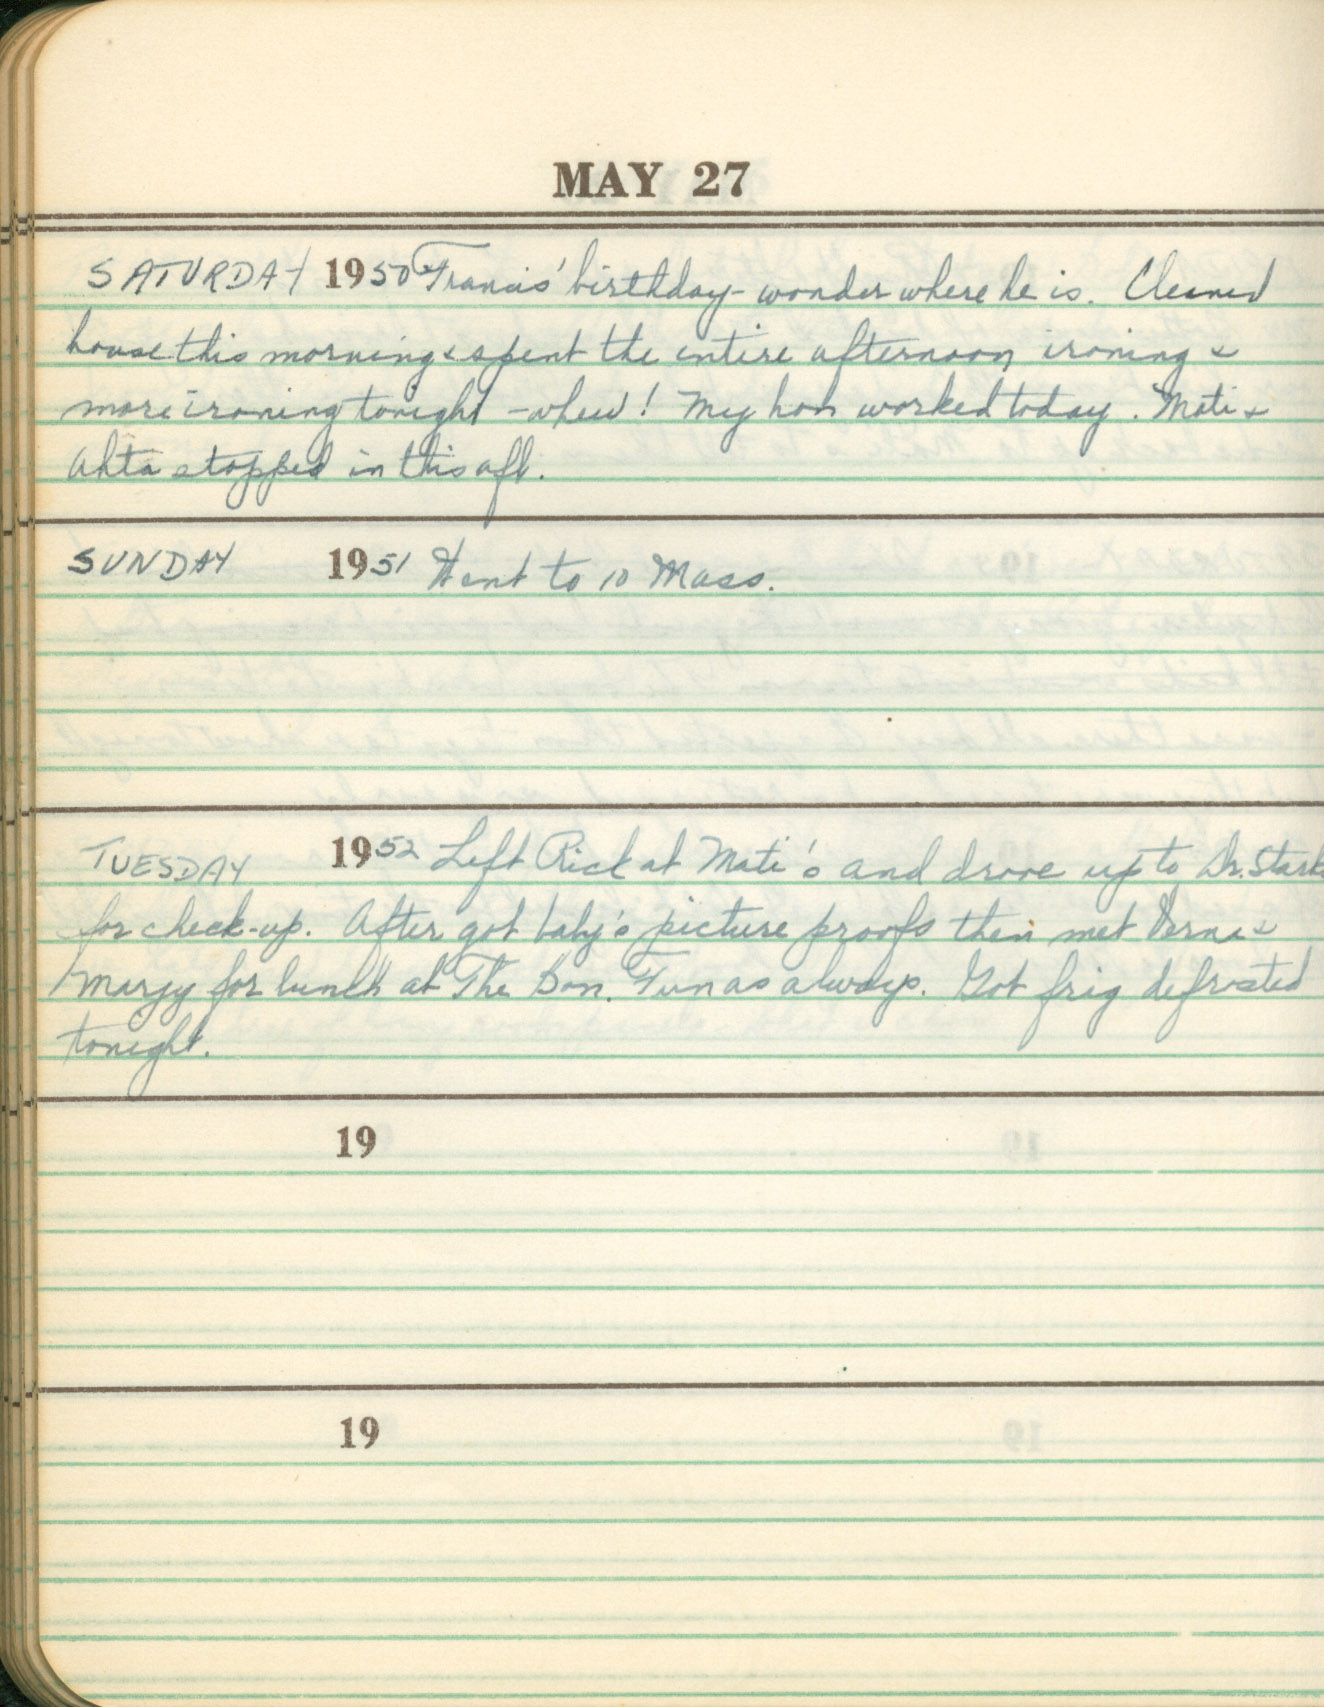 MAY 27
SATURDAY 1950 Francis' birthday - wonder where he is. Cleaned
house this morning & spent the entire afternoon ironing &
more ironing tonight - whew! My hon worked today. Mati &
Ahta stopped in this aft.
SUNDAY 1951 Went to 10 Mass.
TUESDAY 1952 Left Rick at Mati's and drove up to Dr. Starks
for check-up. After got baby's picture proofs then met Verna &
Margy for lunch at The Bon. Fun as always. Got frig defrosted
tonight.
19
19